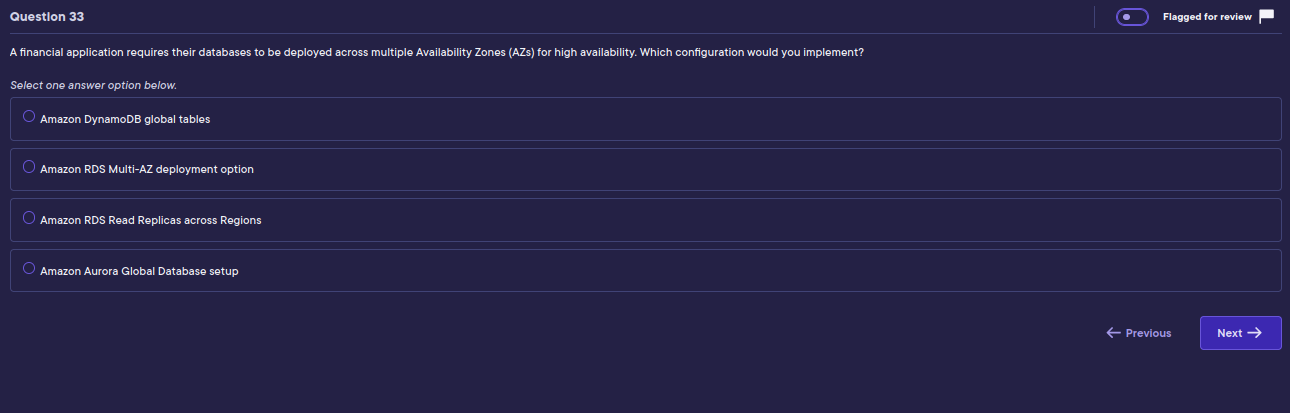 Question 33
Flagged for review
A financial application requires their databases to be deployed across multiple Availability Zones (AZs) for high availability. Which configuration would you implement?
Select one answer option below.
Amazon DynamoDB global tables
Amazon RDS Multi-AZ deployment option
Amazon RDS Read Replicas across Regions
Amazon Aurora Global Database setup
Previous
Next